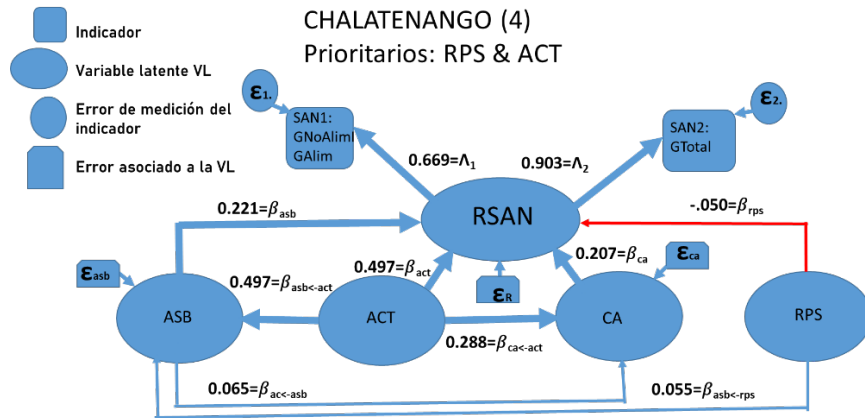 CHALATENANGO (4)
Prioritarios: RPS & ACT
Indicador
Variable latente VL
Error de medición del
indicador
Error asociado a la VL
ε1.
ε2.
SAN1:
GNoAliml
GAlim
SAN2:
GTotal
0.669=Λ1
0.903=Λ2
RSAN
0.221=βasb
-.050=βrps
εasb
0.497=βasb<-act
0.497=βact
εR
0.207=βca
εca
ASB
ACT
CA
RPS
0.288=βca<-act
0.065=βac<-asb
0.055=βasb<-rps